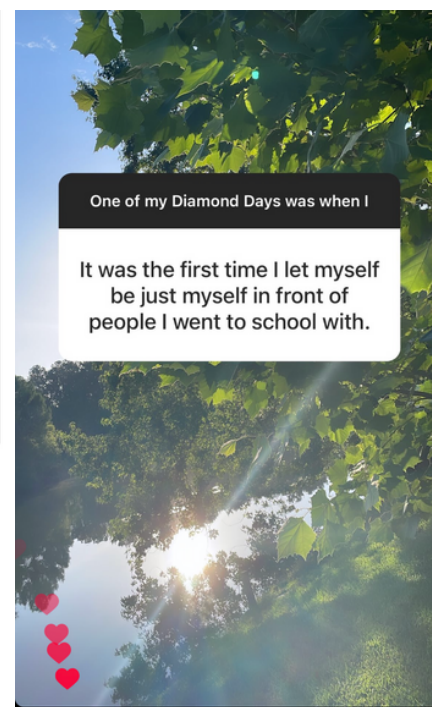 One of my Diamond Days was when I
It was the first time I let myself
be just myself in front of
people I went to school with.